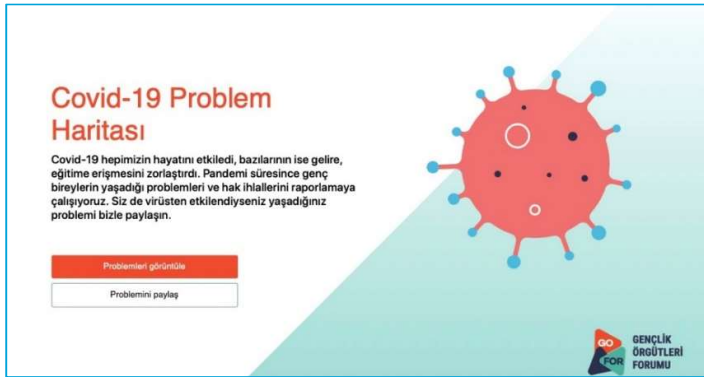 Covid-19 Problem
Haritası
Covid-19 hepimizin hayatını etkiledi, bazılarının ise gelire,
eğitime erişmesini zorlaştırdı. Pandemi süresince genç
bireylerin yaşadığı problemleri ve hak ihlallerini raporlamaya
çalışıyoruz. Siz de virüsten etkilendiyseniz yaşadığınız
problemi bizle paylaşın.
Problemleri görüntüle
Problemini paylaş
GO
FOR
GENÇLİK
ÖRGÜTLERİ
FORUMU